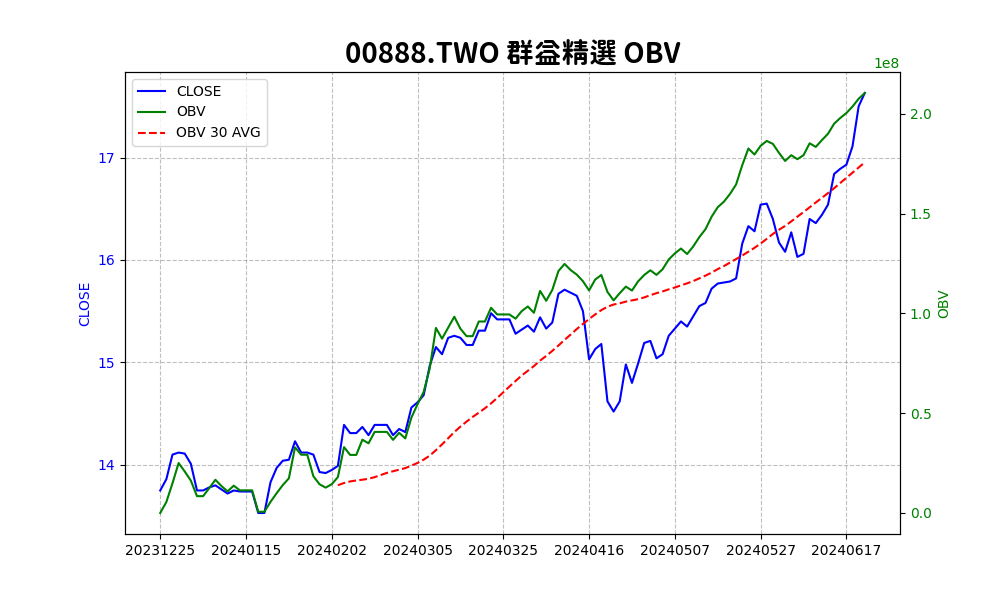 00888.TWO 群益精選 OBV
1e8
CLOSE
OBV
OBV 30 AVG
17
16
15
14
CLOSE
2.0
1.5
1.0
0.5
0.0
OBV
20231225 20240115 20240202 20240305 20240325 20240416 20240507 20240527 20240617